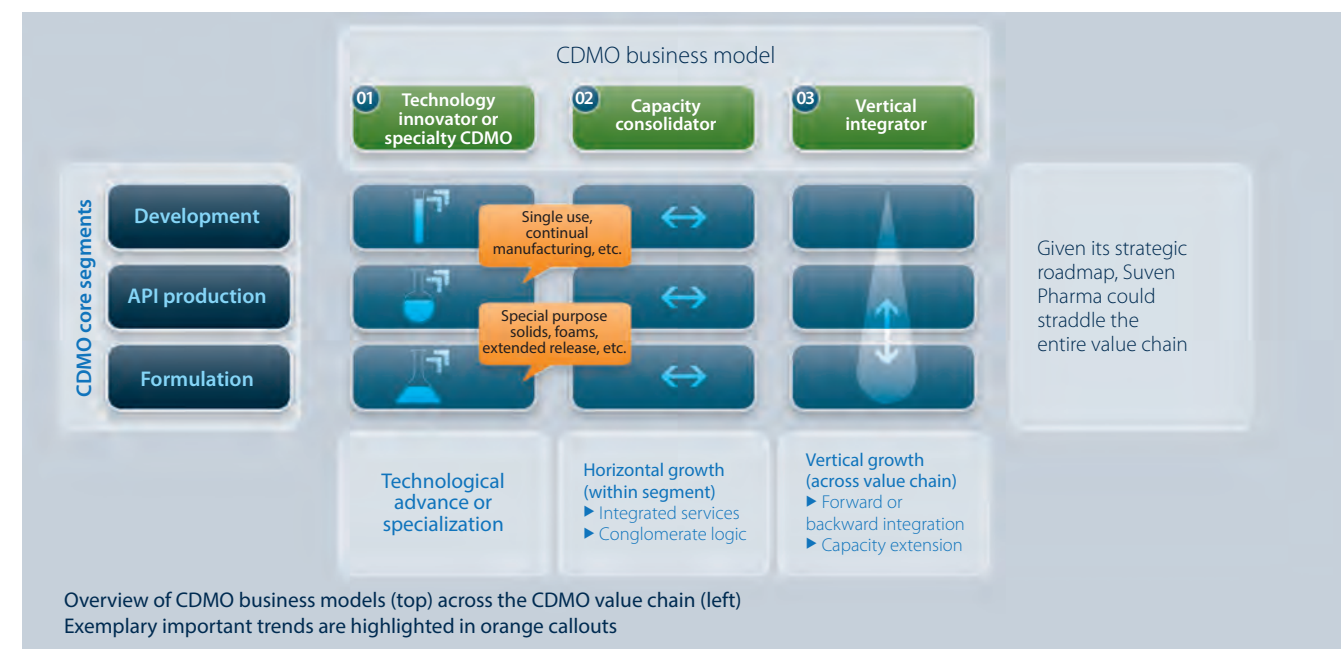 CDMO business model
01
Technology
innovator or
specialty CDMO
02
Capacity
consolidator
03
Vertical
integrator
CDMO core segments
Development
API production
Formulation
Single use,
continual
manufacturing, etc.
Special purpose
solids, foams,
extended release, etc.
Given its strategic
roadmap, Suven
Pharma could
straddle the
entire value chain
Technological
advance or
specialization
Horizontal growth
(within segment)
▶ Integrated services
▶ Conglomerate logic
Vertical growth
(across value chain)
▶ Forward or
backward integration
▶ Capacity extension
Overview of CDMO business models (top) across the CDMO value chain (left)
Exemplary important trends are highlighted in orange callouts